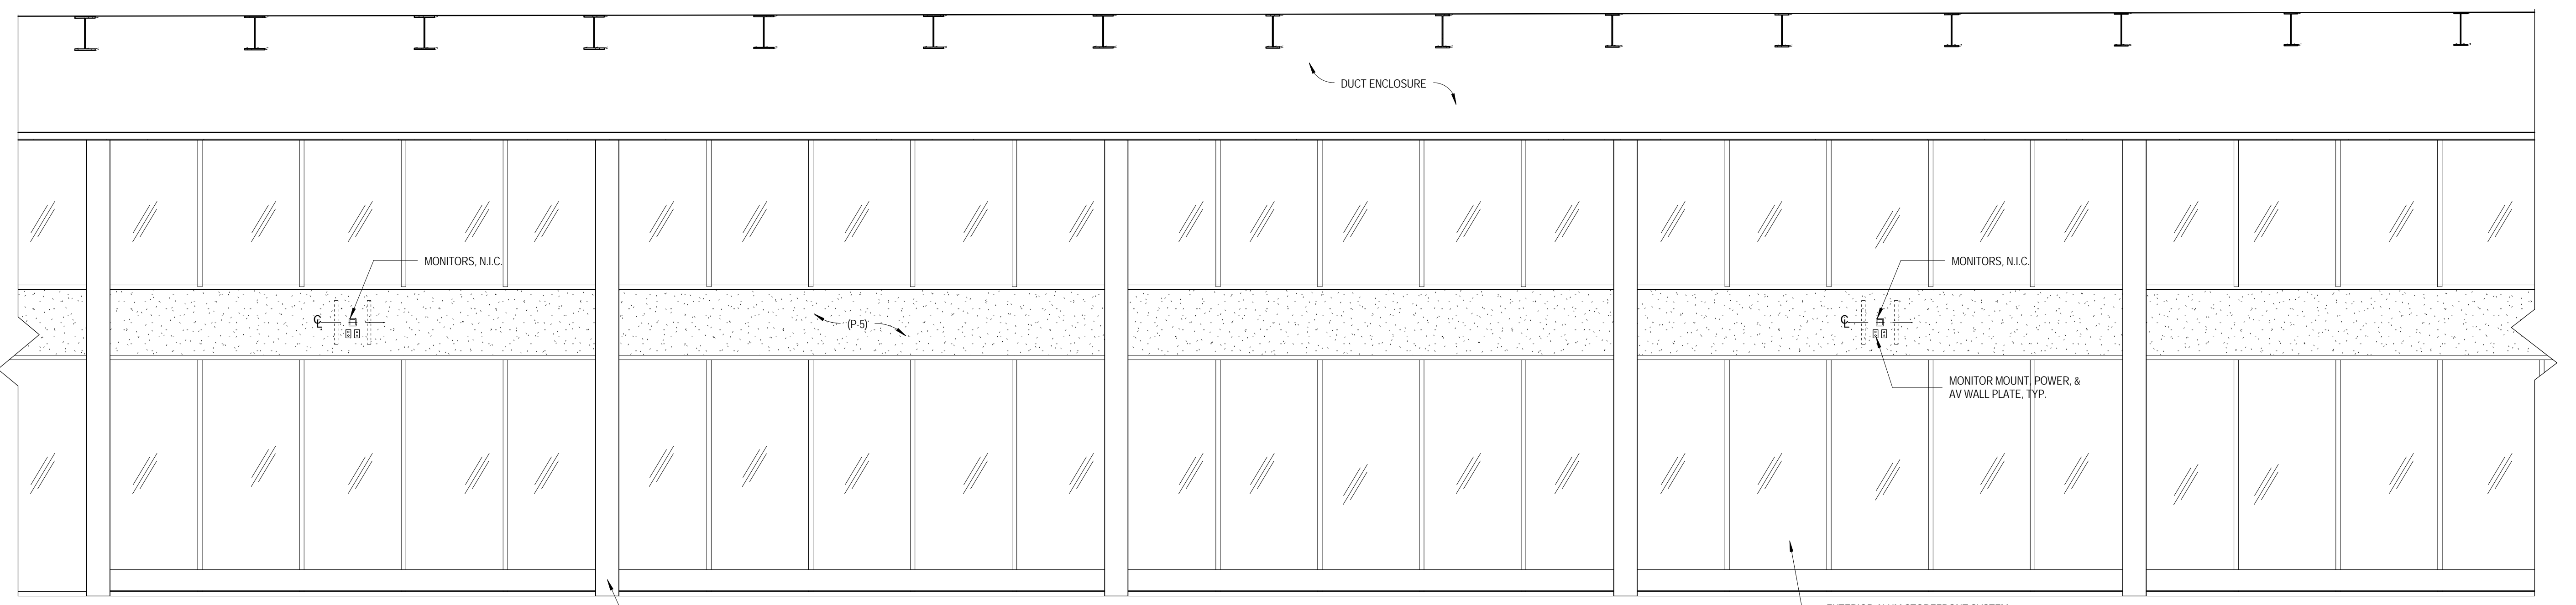 DUCT ENCLOSURE
MONITORS, N.I.C.
MONITORS, N.I.C.
℄
(P-5)
℄
MONITOR MOUNT, POWER, &
AV WALL PLATE, TYP.